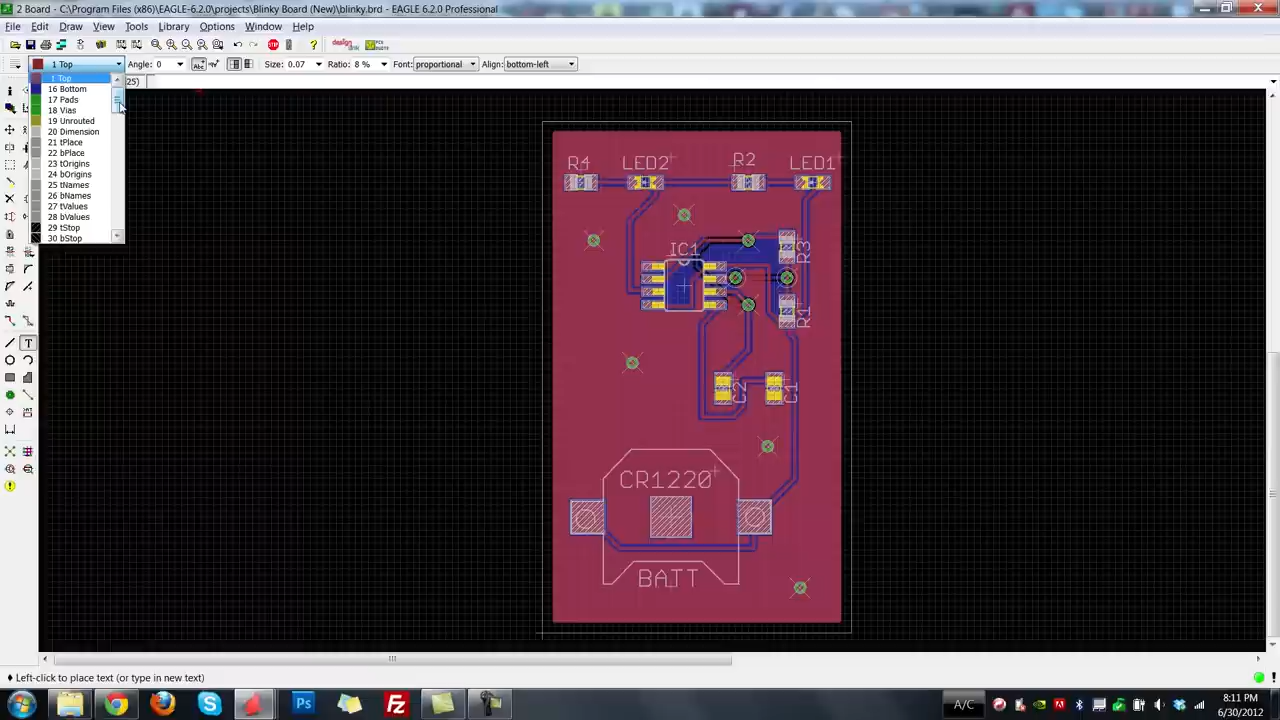 2 Board - C:\Program Files (x86)\EAGLE-6.2.0\projects\Blinky Board (New)\blinky.brd - EAGLE 6.2.0 Professional
File Edit Draw View Tools Library Options Window Help
1 Top Angle: 0 Size: 0.07 Ratio: 8 % Font: proportional Align: bottom-left
1 Top
16 Bottom
17 Pads
18 Vias
19 Unrouted
20 Dimension
21 tPlace
22 bPlace
23 tOrigins
24 bOrigins
25 tNames
26 bNames
27 tValues
28 bValues
29 tStop
30 bStop
25)
R4 LED2 R2 LED1
IC1
R3
R1
C2
C1
CR1220
BATT
Left-click to place text (or type in new text)
A/C
8:11 PM
6/30/2012